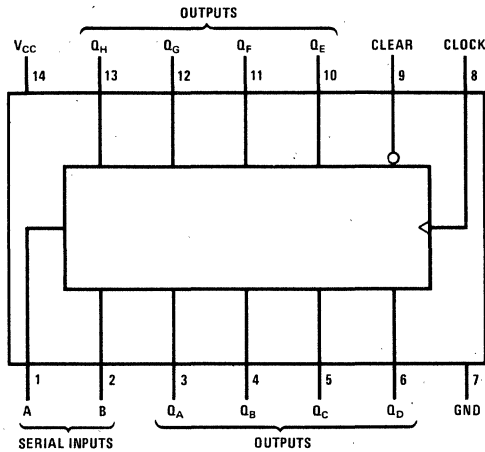 OUTPUTS
VCC QH QG QF QE CLEAR CLOCK
14 13 12 11 10 9 8
1 2 3 4 5 6 7
A B QA QB QC QD GND
SERIAL INPUTS OUTPUTS